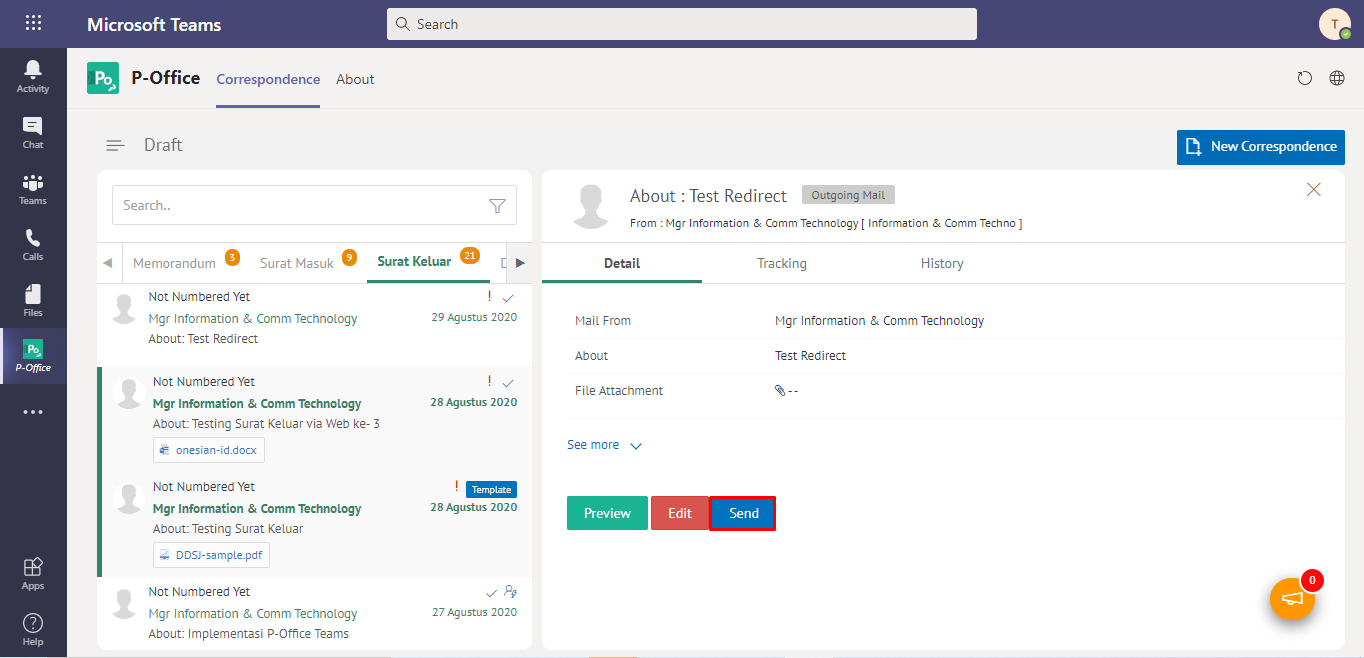 Microsoft Teams
Search
T
Activity
Chat
Teams
Calls
Files
P-Office
Apps
Help
Po
P-Office
Correspondence
About
Draft
New Correspondence
Search..
Memorandum 3
Surat Masuk 9
Surat Keluar 21
Not Numbered Yet !
Mgr Information & Comm Technology 29 Agustus 2020
About: Test Redirect
Not Numbered Yet !
Mgr Information & Comm Technology 28 Agustus 2020
About: Testing Surat Keluar via Web ke- 3
onesian-id.docx
Not Numbered Yet ! Template
Mgr Information & Comm Technology 28 Agustus 2020
About: Testing Surat Keluar
DDSJ-sample.pdf
Not Numbered Yet
Mgr Information & Comm Technology 27 Agustus 2020
About: Implementasi P-Office Teams
About : Test Redirect Outgoing Mail
From : Mgr Information & Comm Technology [ Information & Comm Techno ]
Detail Tracking History
Mail From Mgr Information & Comm Technology
About Test Redirect
File Attachment --
See more
Preview Edit Send
0